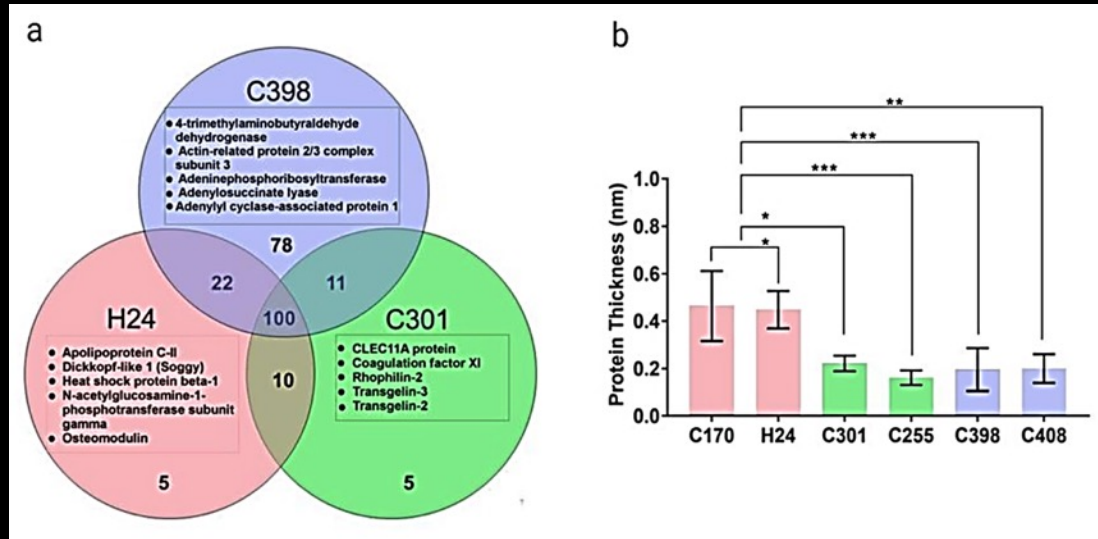 a
C398
• 4-trimethylaminobutyraldehyde
dehydrogenase
• Actin-related protein 2/3 complex
subunit 3
• Adeninephosphoribosyltransferase
• Adenylosuccinate lyase
• Adenylyl cyclase-associated protein 1
78
22
11
100
10
H24
• Apolipoprotein C-II
• Dickkopf-like 1 (Soggy)
• Heat shock protein beta-1
• N-acetylglucosamine-1-
phosphotransferase subunit
gamma
• Osteomodulin
5
C301
• CLEC11A protein
• Coagulation factor XI
• Rhophilin-2
• Transgelin-3
• Transgelin-2
5
b
**
***
***
*
*
Protein Thickness (nm)
1.0
0.8
0.6
0.4
0.2
0.0
C170 H24 C301 C255 C398 C408